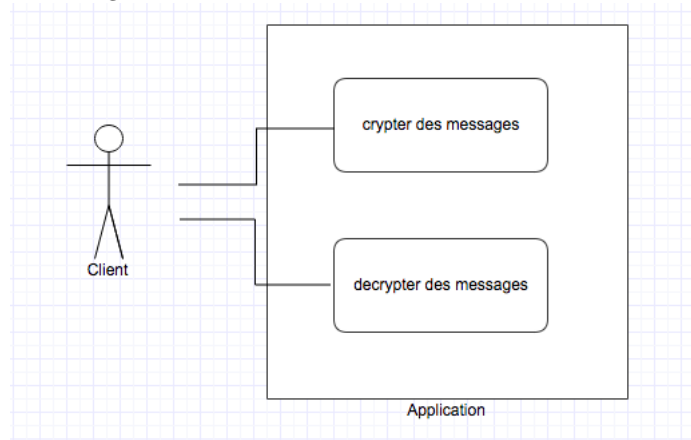 crypter des messages
Client
decrypter des messages
Application